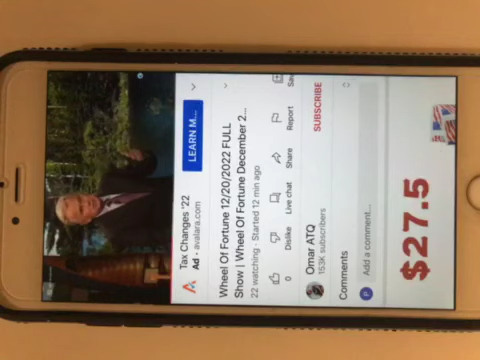 Tax Changes '22
Ad · avalara.com
LEARN M...
Wheel Of Fortune 12/20/2022 FULL
Show | Wheel Of Fortune December 2...
22 watching · Started 12 min ago
0
Dislike
Live chat
Share
Report
Omar ATQ
153K subscribers
SUBSCRIBE
Comments
P
Add a comment...
$27.5